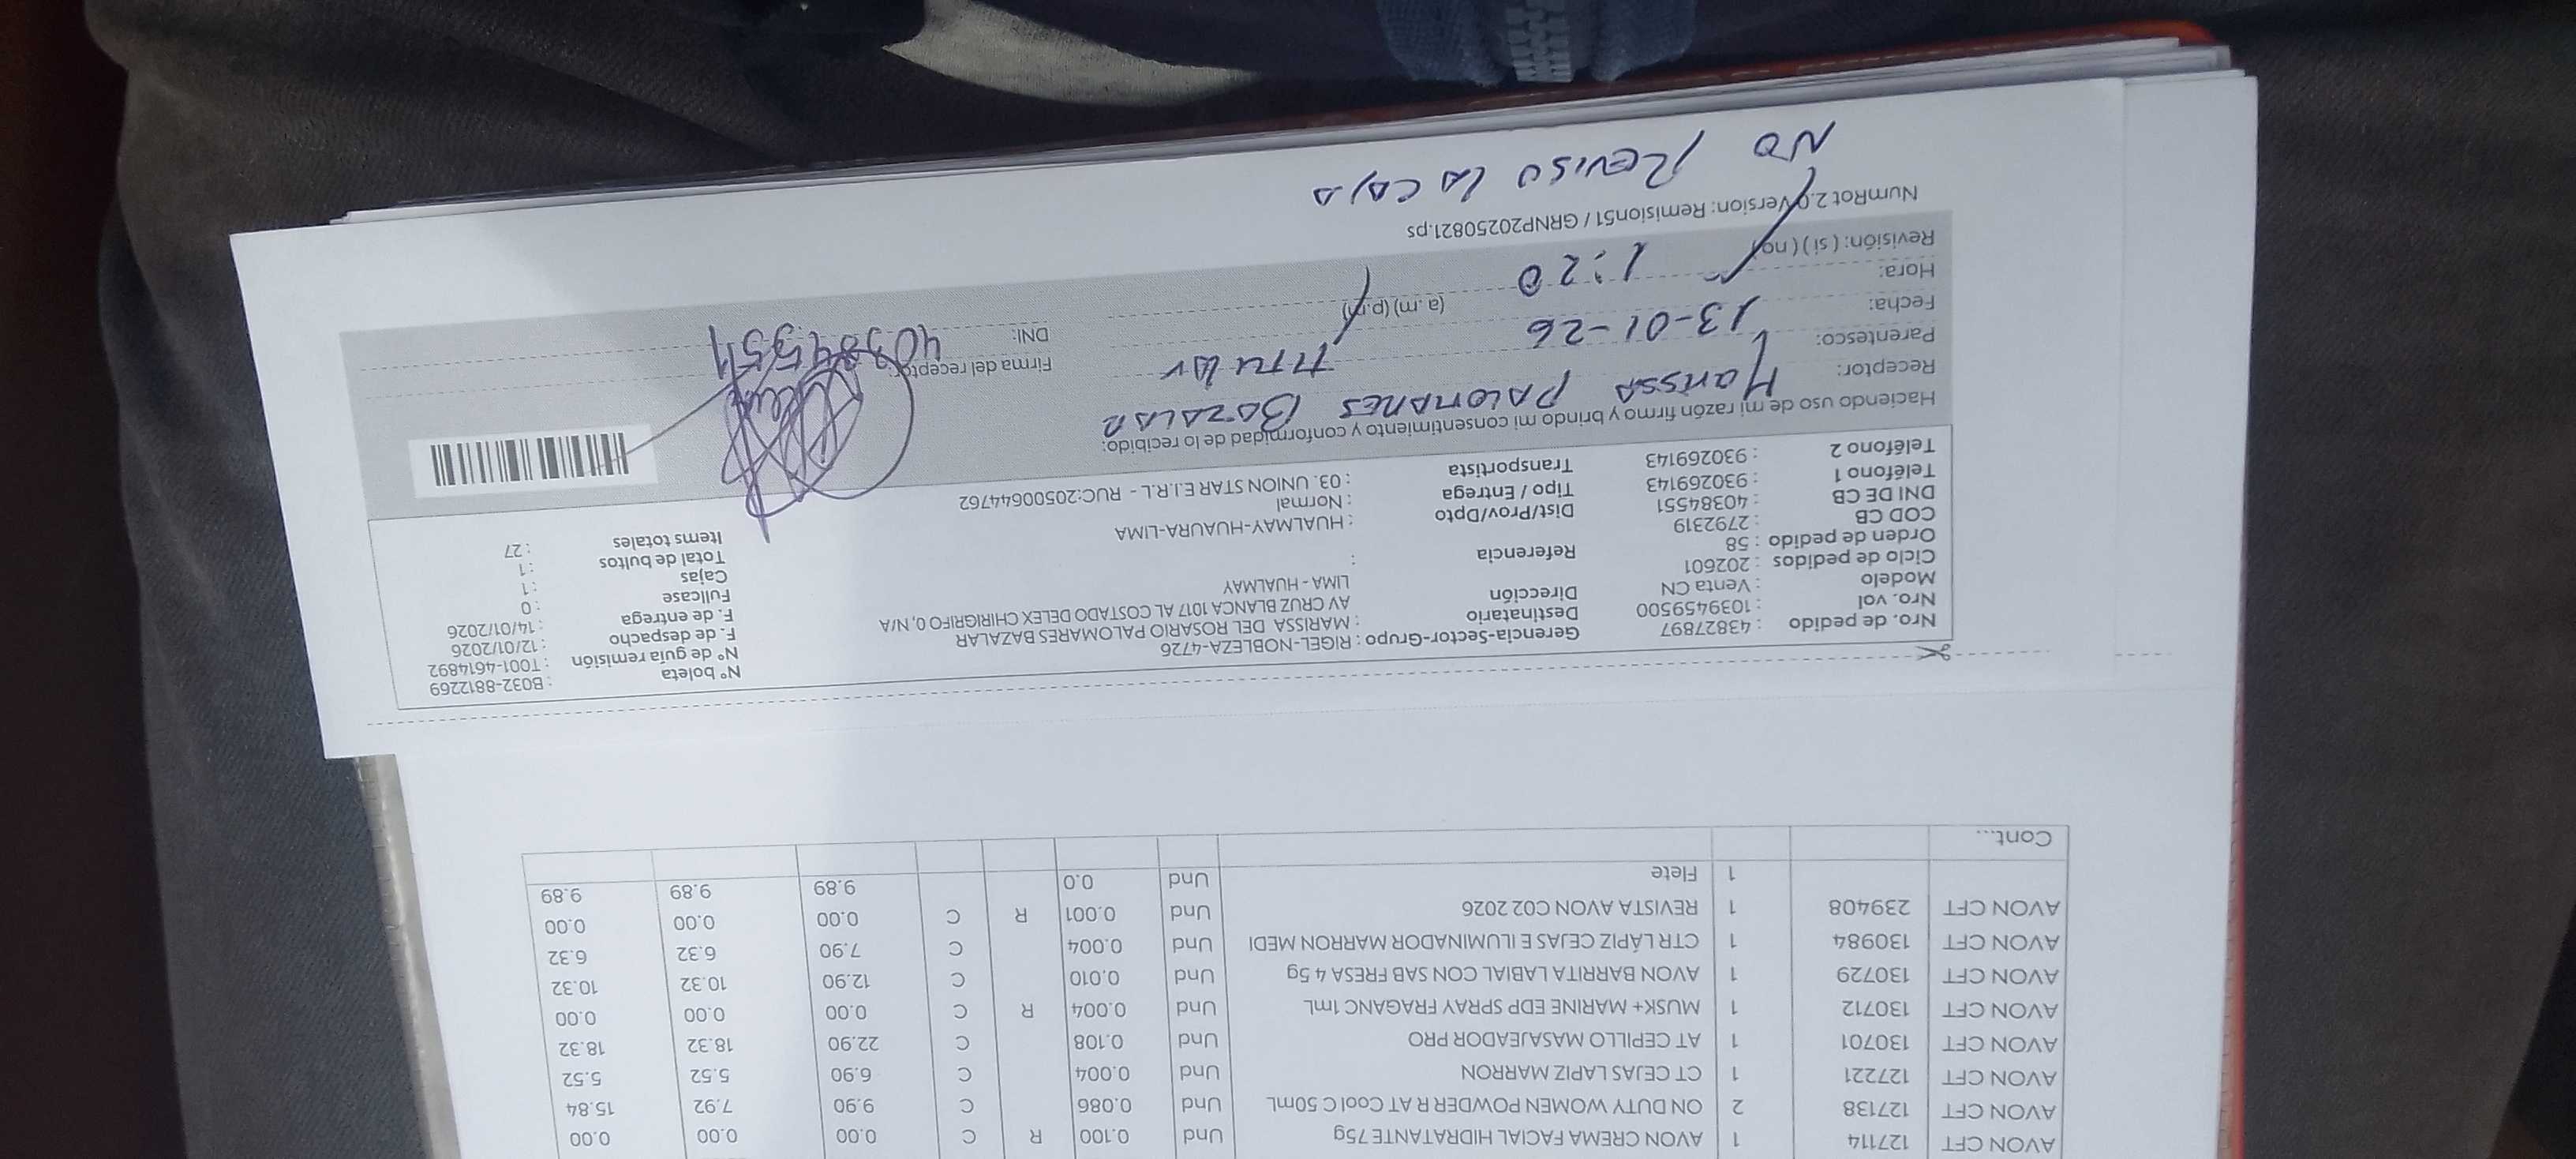 AVON CFT 127114 1 AVON CREMA FACIAL HIDRATANTE 75g Und 0.100 R C 0.00 0.00 0.00
AVON CFT 127138 2 ON DUTY WOMEN POWDER R AT Cool C 50mL Und 0.086 C 9.90 7.92 15.84
AVON CFT 127221 1 CT CEJAS LAPIZ MARRON Und 0.004 C 6.90 5.52 5.52
AVON CFT 130701 1 AT CEPILLO MASAJEADOR PRO Und 0.108 C 22.90 18.32 18.32
AVON CFT 130712 1 MUSK+ MARINE EDP SPRAY FRAGANC 1mL Und 0.004 R C 0.00 0.00 0.00
AVON CFT 130729 1 AVON BARRITA LABIAL CON SAB FRESA 4 5g Und 0.010 C 12.90 10.32 10.32
AVON CFT 130984 1 CTR LÁPIZ CEJAS E ILUMINADOR MARRON MEDI Und 0.004 C 7.90 6.32 6.32
AVON CFT 239408 1 REVISTA AVON C02 2026 Und 0.001 R C 0.00 0.00 0.00
1 Flete Und 0.0 9.89 9.89 9.89
Cont...
Nro. de pedido : 43827897
Nro. vol : 1039459500
Modelo : Venta CN
Ciclo de pedidos : 202601
Orden de pedido : 58
COD CB : 2792319
DNI DE CB : 40384551
Teléfono 1 : 930269143
Teléfono 2 : 930269143
Gerencia-Sector-Grupo : RIGEL-NOBLEZA-4726
Destinatario : MARISSA DEL ROSARIO PALOMARES BAZALAR
Dirección AV CRUZ BLANCA 1017 AL COSTADO DELEX CHIRIGRIFO 0, N/A
LIMA - HUALMAY
Referencia :
Dist/Prov/Dpto : HUALMAY-HUAURA-LIMA
Tipo / Entrega : Normal
Transportista : 03. UNION STAR E.I.R.L - RUC:20500644762
N° boleta : B032-8812269
N° de guía remisión : T001-4614892
F. de despacho : 12/01/2026
F. de entrega : 14/01/2026
Fullcase : 0
Cajas : 1
Total de bultos : 1
Items totales : 27
Haciendo uso de mi razón firmo y brindo mi consentimiento y conformidad de lo recibido:
Receptor: MARISSA PALOMARES BAZALAR
Parentesco: TITULAR
Fecha: 13-01-26
Hora: 1:20 (a. m) (p.m)
Revisión: ( si ) ( no )
Firma del receptor:
DNI: 40384551
NumRot 2.0 Version: Remision51 / GRNP20250821.ps
NO REVISO LA CAJA